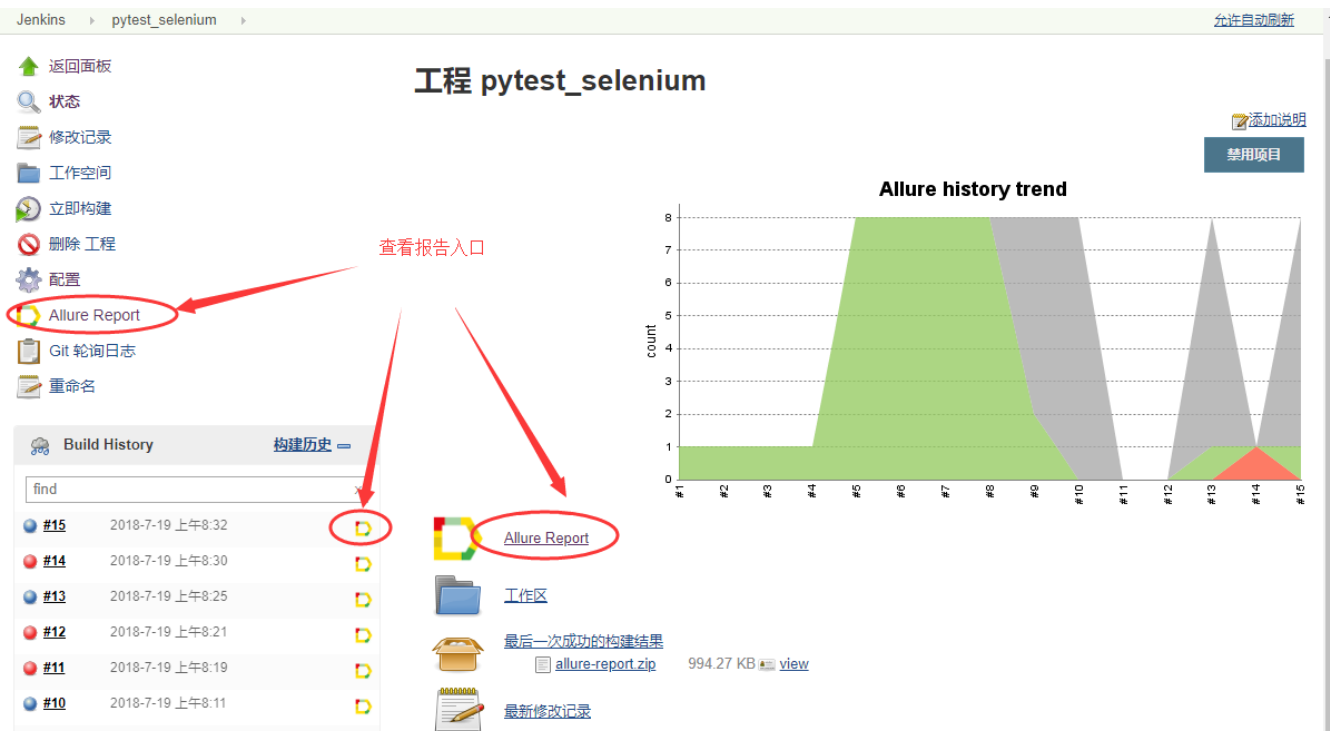 Jenkins pytest_selenium 允许自动刷新
返回面板
状态
修改记录
工作空间
立即构建
删除 工程
配置
Allure Report
Git 轮询日志
重命名
工程 pytest_selenium
添加说明
禁用项目
查看报告入口
Allure history trend
count
8
7
6
5
4
3
2
1
0
#1 #2 #3 #4 #5 #6 #7 #8 #9 #10 #11 #12 #13 #14 #15
Build History 构建历史
find
#15 2018-7-19 上午8:32
#14 2018-7-19 上午8:30
#13 2018-7-19 上午8:25
#12 2018-7-19 上午8:21
#11 2018-7-19 上午8:19
#10 2018-7-19 上午8:11
Allure Report
工作区
最后一次成功的构建结果
allure-report.zip 994.27 KB view
最新修改记录